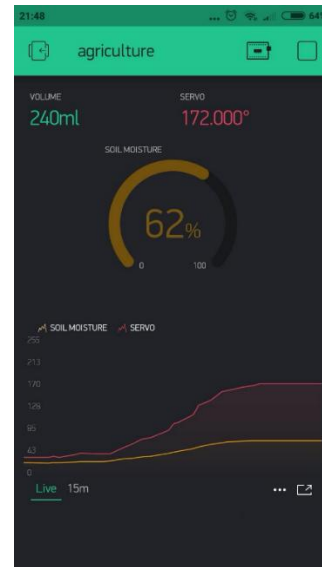 21:48 ... 64%
agriculture
VOLUME SERVO
240ml 172.000°
SOIL MOISTURE
62%
0 100
SOIL MOISTURE SERVO
255
213
170
128
85
43
0
Live 15m ...